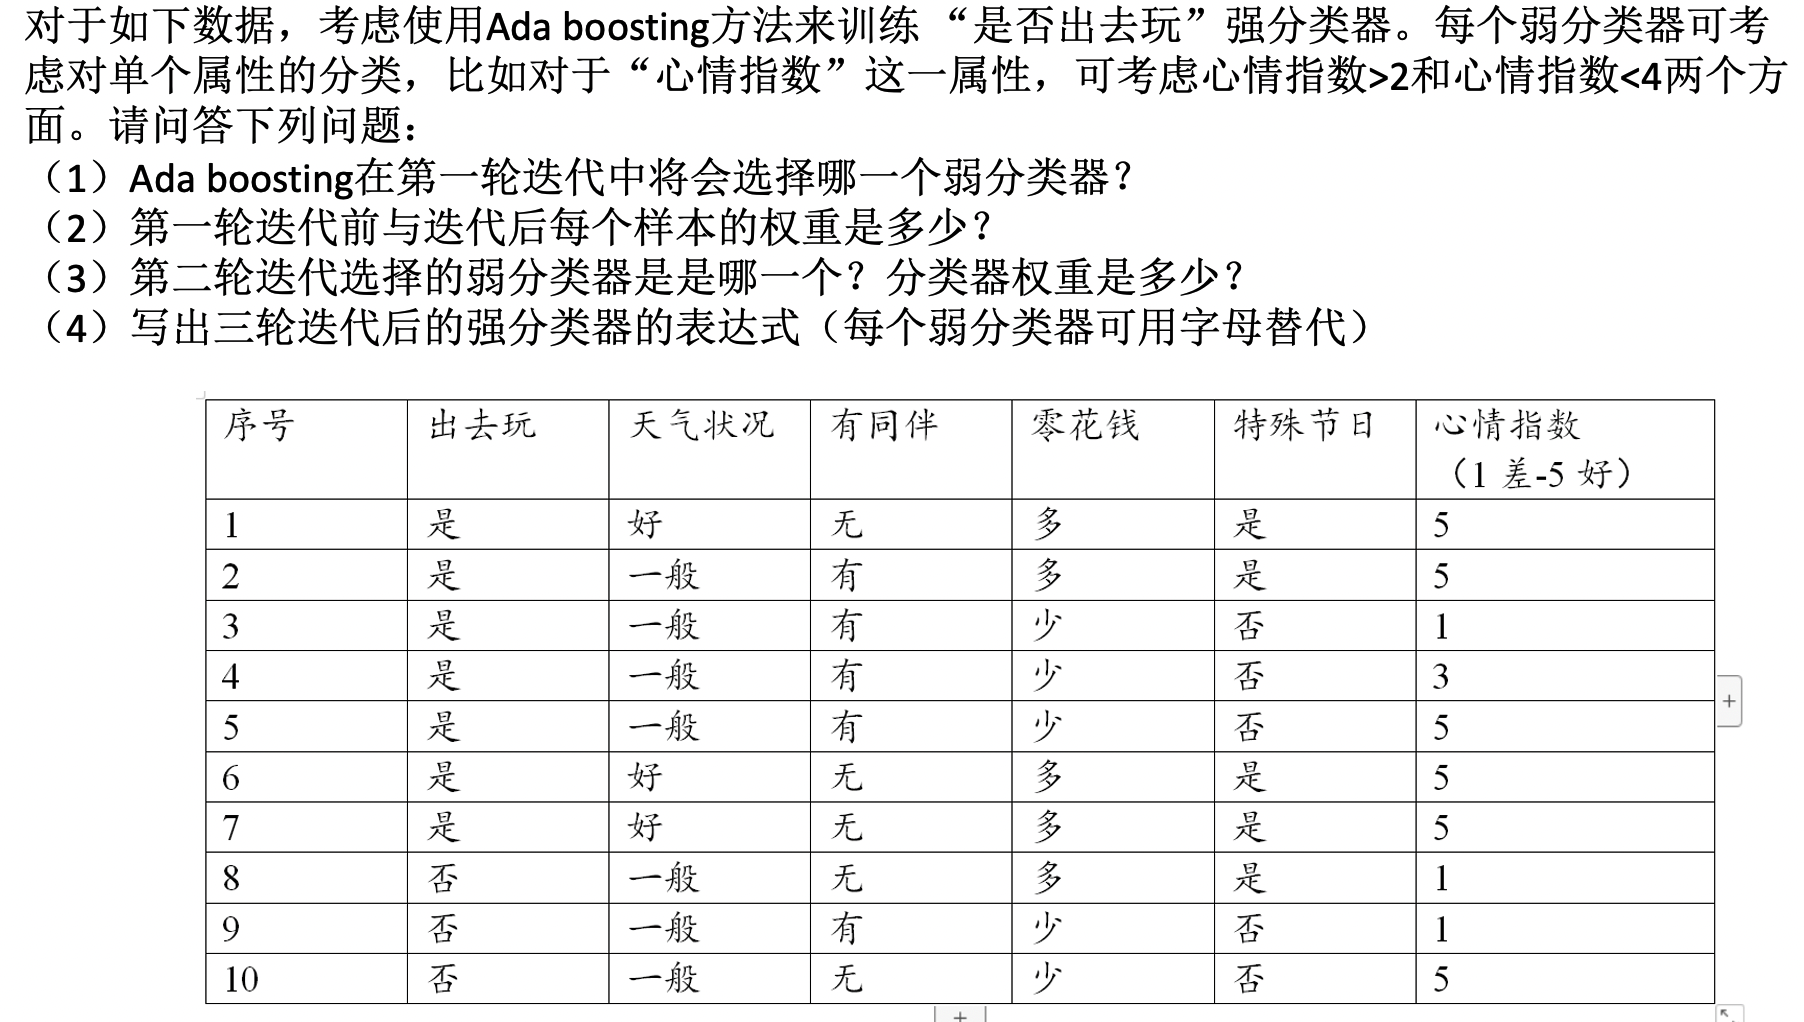 对于如下数据，考虑使用Ada boosting方法来训练 “是否出去玩”强分类器。每个弱分类器可考
虑对单个属性的分类，比如对于“心情指数”这一属性，可考虑心情指数>2和心情指数<4两个方
面。请问答下列问题：
（1）Ada boosting在第一轮迭代中将会选择哪一个弱分类器？
（2）第一轮迭代前与迭代后每个样本的权重是多少？
（3）第二轮迭代选择的弱分类器是是哪一个？分类器权重是多少？
（4）写出三轮迭代后的强分类器的表达式（每个弱分类器可用字母替代）
序号 出去玩 天气状况 有同伴 零花钱 特殊节日 心情指数
（1 差-5 好）
1 是 好 无 多 是 5
2 是 一般 有 多 是 5
3 是 一般 有 少 否 1
4 是 一般 有 少 否 3
5 是 一般 有 少 否 5
6 是 好 无 多 是 5
7 是 好 无 多 是 5
8 否 一般 无 多 是 1
9 否 一般 有 少 否 1
10 否 一般 无 少 否 5